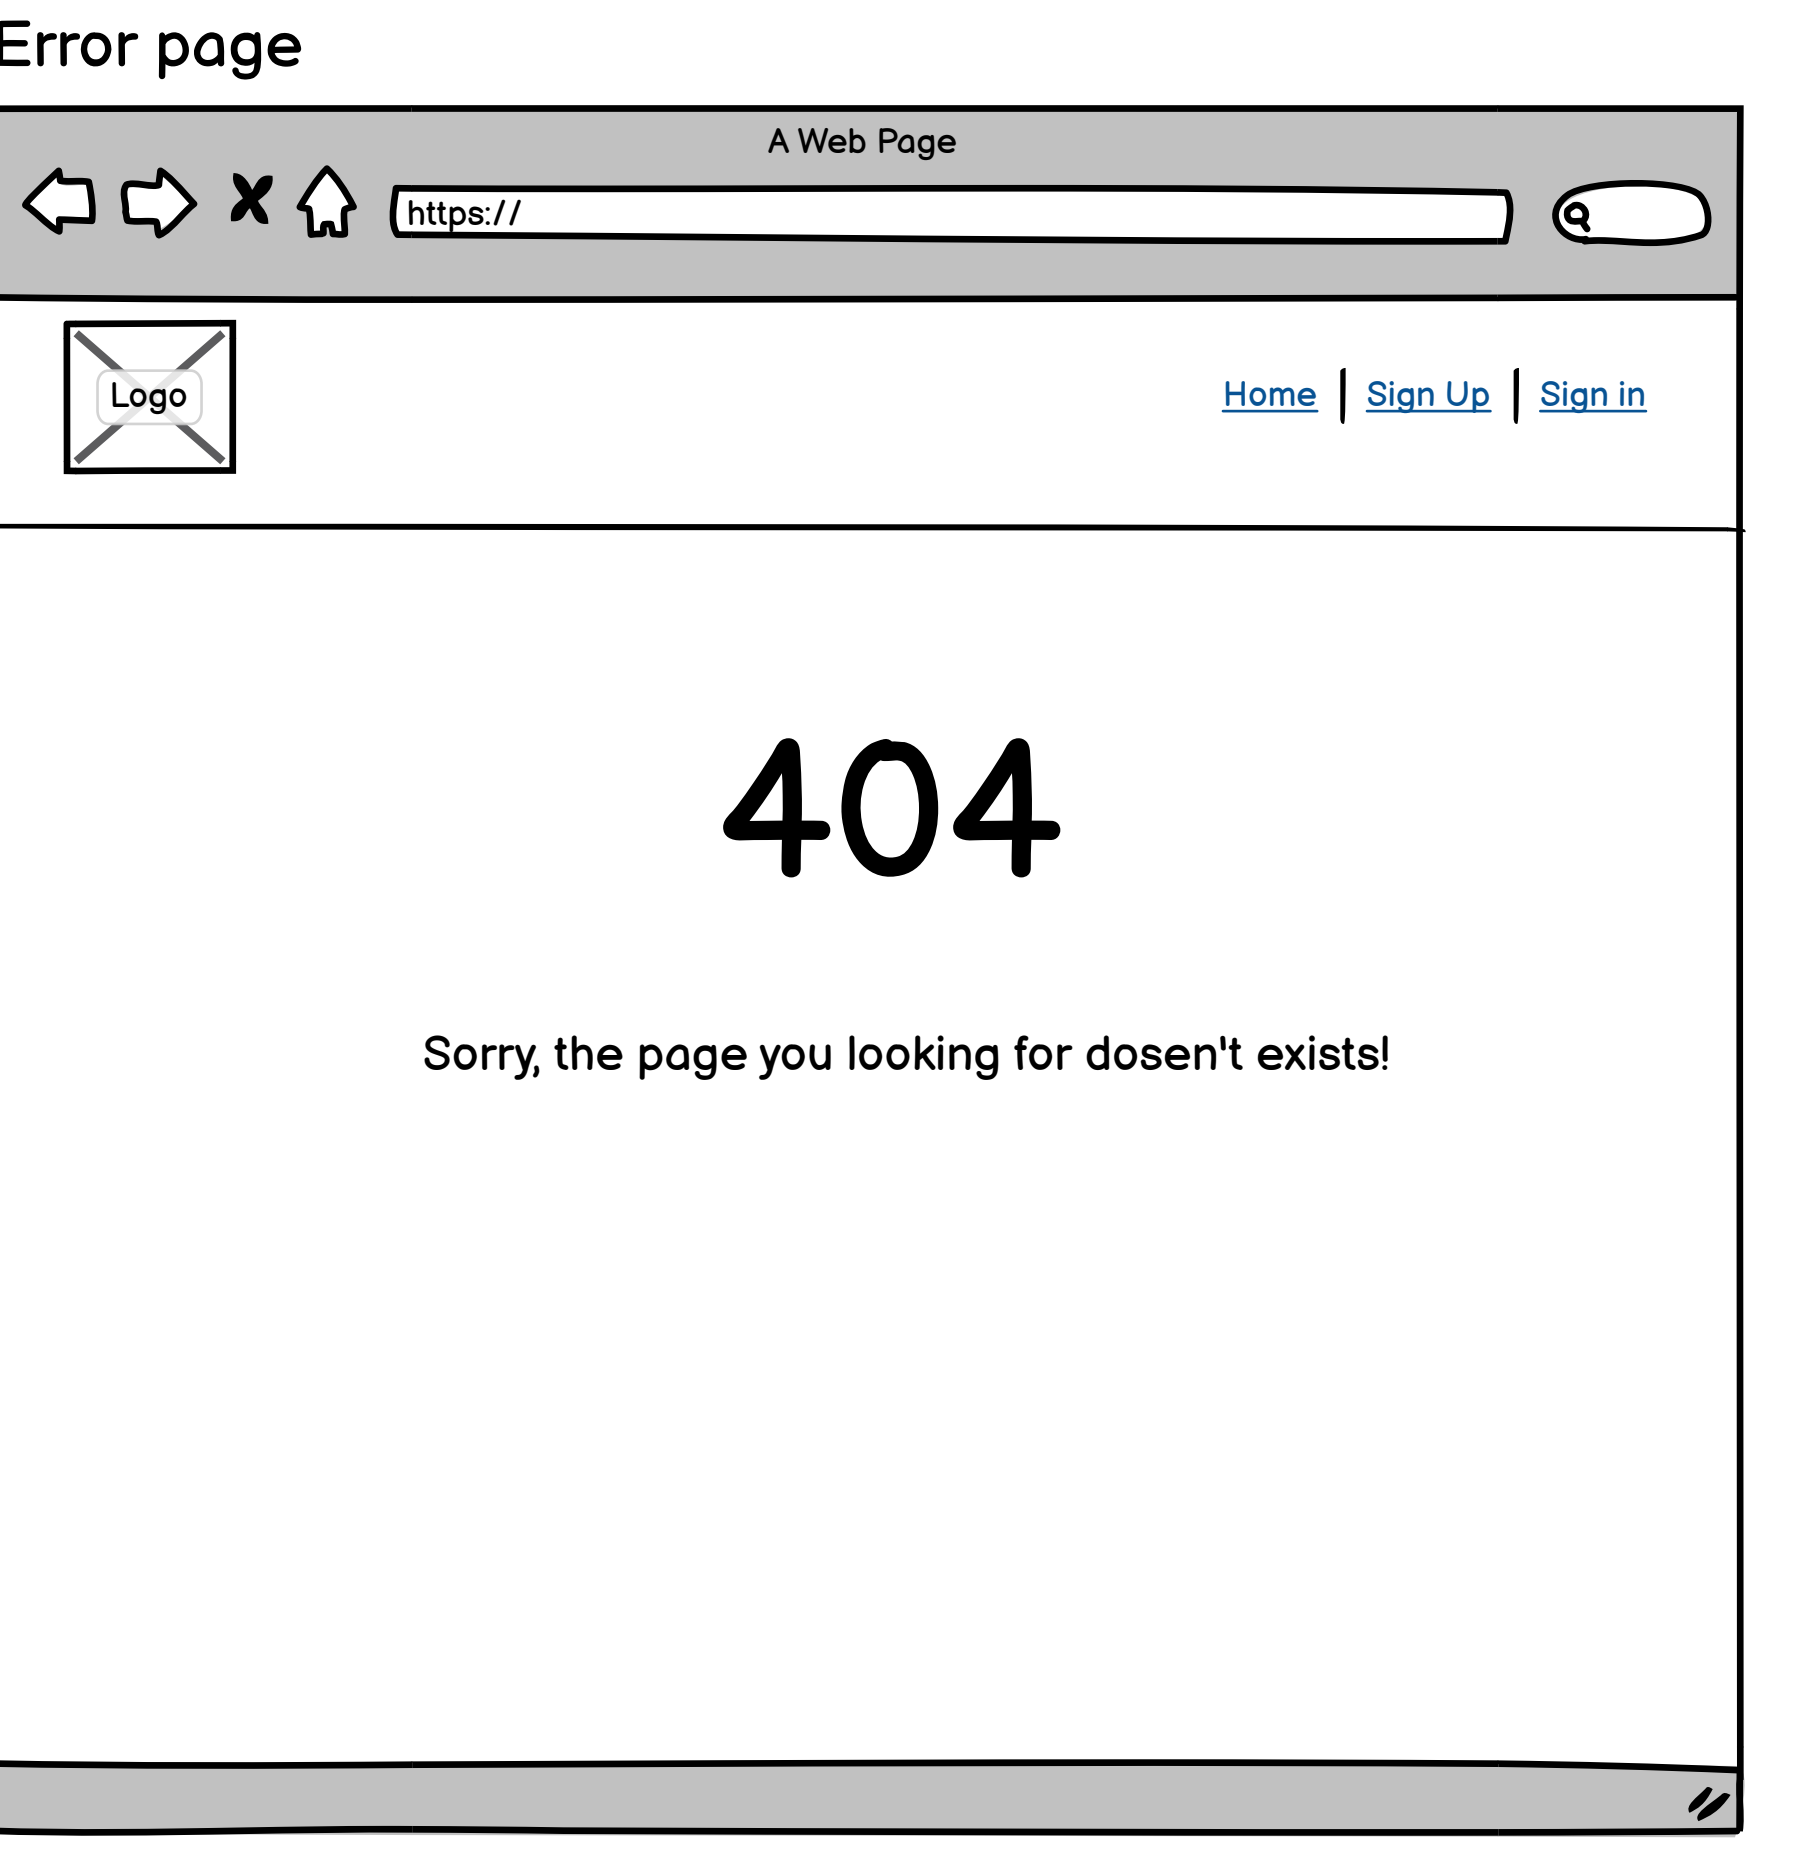 Error page
A Web Page
https://
Logo
Home | Sign Up | Sign in
404
Sorry, the page you looking for dosen't exists!